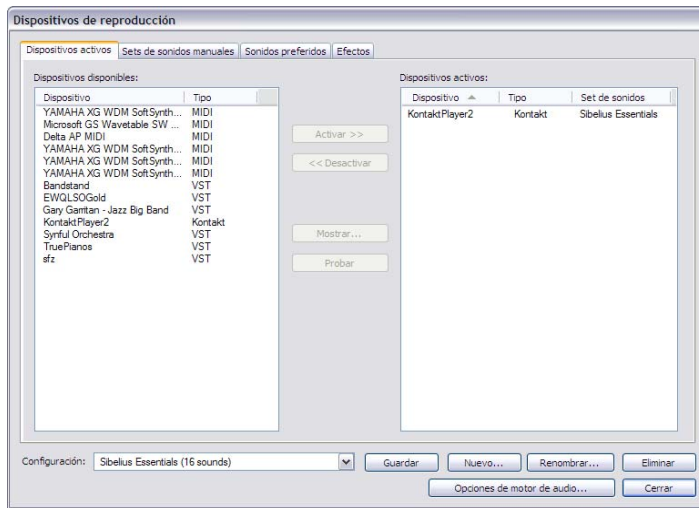 Dispositivos de reproducción
Dispositivos activos Sets de sonidos manuales Sonidos preferidos Efectos
Dispositivos disponibles:
Dispositivo Tipo
YAMAHA XG WDM SoftSynth... MIDI
Microsoft GS Wavetable SW ... MIDI
Delta AP MIDI MIDI
YAMAHA XG WDM SoftSynth... MIDI
YAMAHA XG WDM SoftSynth... MIDI
YAMAHA XG WDM SoftSynth... MIDI
Bandstand VST
EWQLSOGold VST
Gary Garritan - Jazz Big Band VST
KontaktPlayer2 Kontakt
Synful Orchestra VST
TruePianos VST
sfz VST
Activar >>
<< Desactivar
Mostrar...
Probar
Dispositivos activos:
Dispositivo Tipo Set de sonidos
KontaktPlayer2 Kontakt Sibelius Essentials
Configuración: Sibelius Essentials (16 sounds) Guardar Nuevo... Renombrar... Eliminar
Opciones de motor de audio... Cerrar